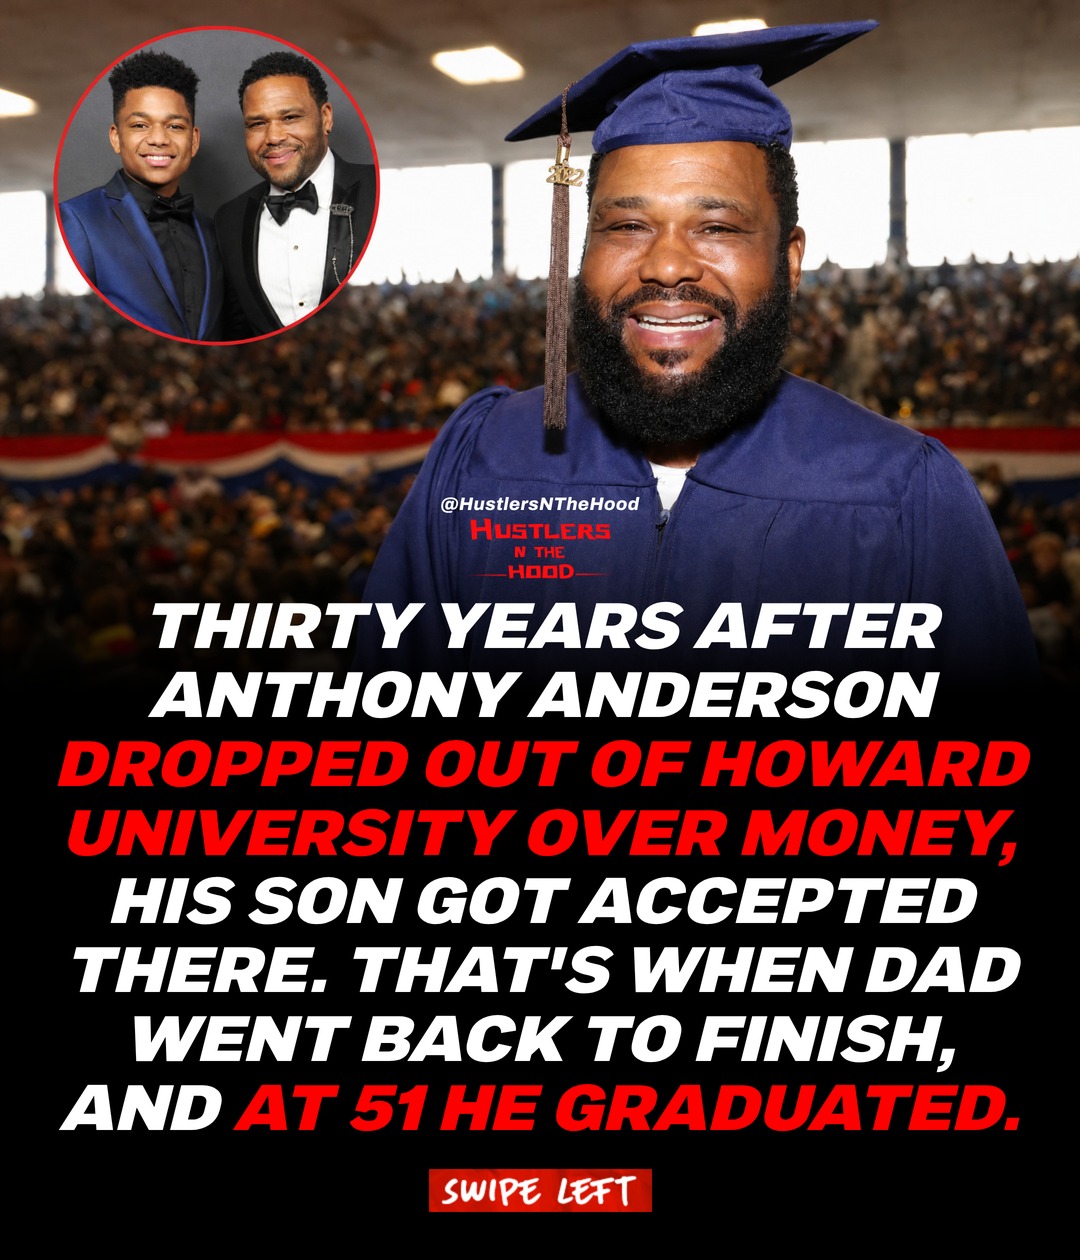 2022
@HustlersNTheHood
HUSTLERS
N THE
HOOD
THIRTY YEARS AFTER
ANTHONY ANDERSON
DROPPED OUT OF HOWARD
UNIVERSITY OVER MONEY,
HIS SON GOT ACCEPTED
THERE. THAT'S WHEN DAD
WENT BACK TO FINISH,
AND AT 51 HE GRADUATED.
SWIPE LEFT